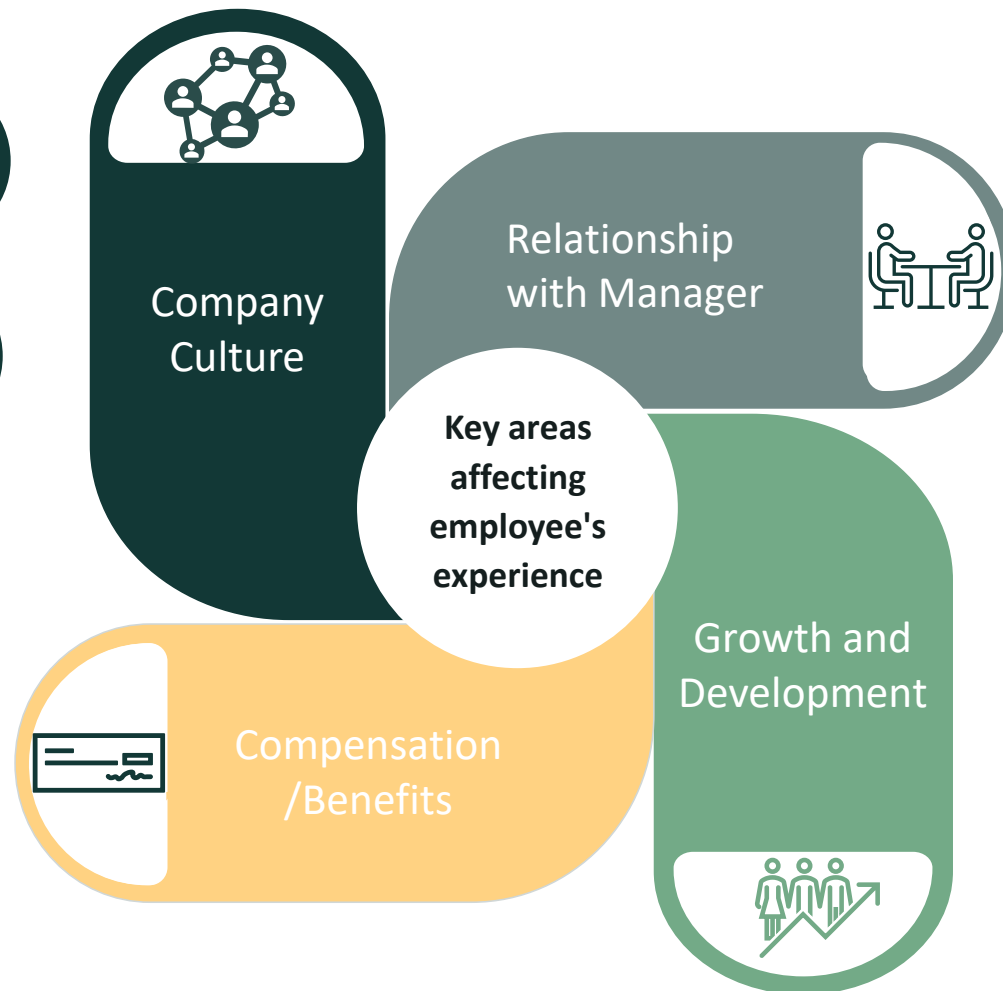 Company
Culture
Relationship
with Manager
Key areas
affecting
employee's
experience
Growth and
Development
Compensation
/Benefits